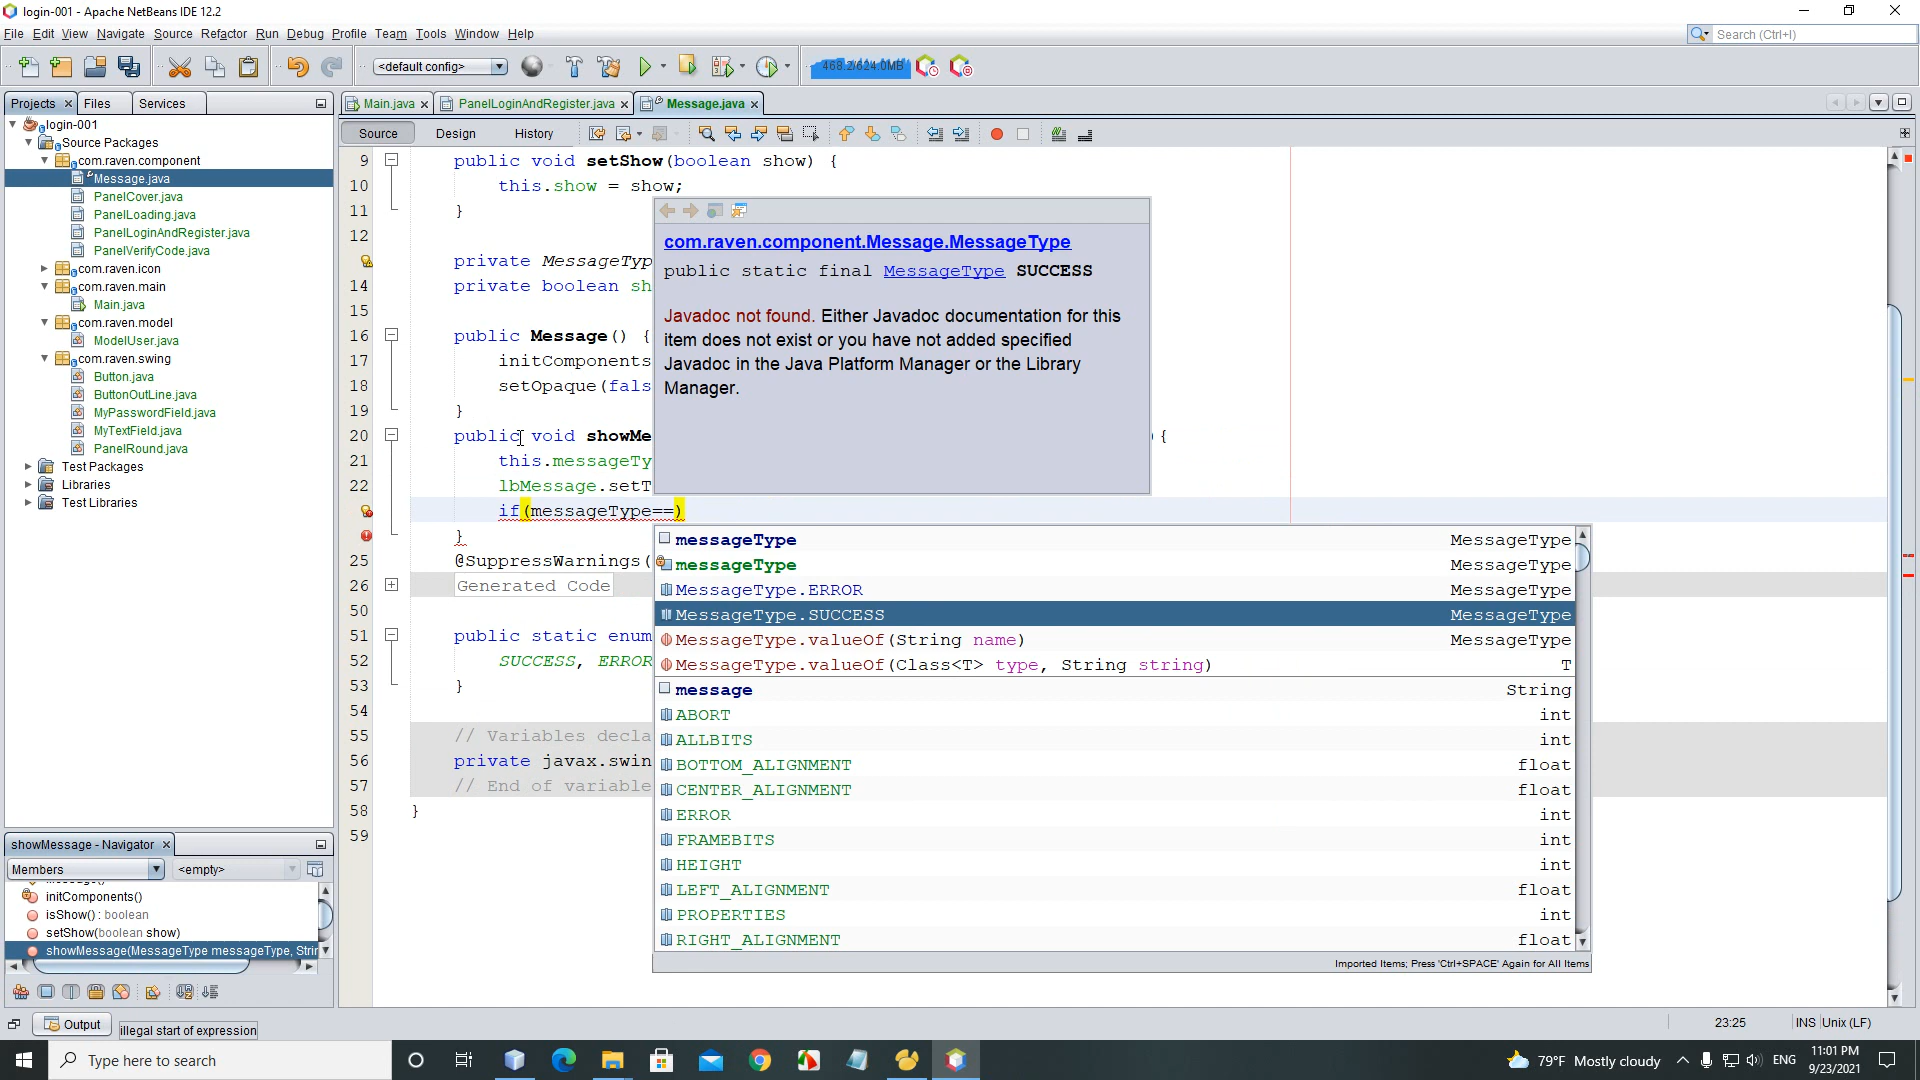 login-001 - Apache NetBeans IDE 12.2
File Edit View Navigate Source Refactor Run Debug Profile Team Tools Window Help
Search (Ctrl+I)
<default config>
468.2/624.0MB
Projects Files Services
Main.java PanelLoginAndRegister.java Message.java
Source Design History
login-001
Source Packages
com.raven.component
Message.java
PanelCover.java
PanelLoading.java
PanelLoginAndRegister.java
PanelVerifyCode.java
com.raven.icon
com.raven.main
Main.java
com.raven.model
ModelUser.java
com.raven.swing
Button.java
ButtonOutLine.java
MyPasswordField.java
MyTextField.java
PanelRound.java
Test Packages
Libraries
Test Libraries
9 public void setShow(boolean show) {
10 this.show = show;
11 }
12
private MessageTyp
14 private boolean sh
15
16 public Message() {
17 initComponents
18 setOpaque(fals
19 }
20 public void showMe ){
21 this.messageTy
22 lbMessage.setT
if(messageType==)
}
25 @SuppressWarnings(
26 Generated Code
50
51 public static enum
52 SUCCESS, ERROR
53 }
54
55 // Variables decla
56 private javax.swin
57 // End of variable
58 }
59
com.raven.component.Message.MessageType
public static final MessageType SUCCESS
Javadoc not found. Either Javadoc documentation for this
item does not exist or you have not added specified
Javadoc in the Java Platform Manager or the Library
Manager.
messageType MessageType
messageType MessageType
MessageType.ERROR MessageType
MessageType.SUCCESS MessageType
MessageType.valueOf(String name) MessageType
MessageType.valueOf(Class<T> type, String string) T
message String
ABORT int
ALLBITS int
BOTTOM_ALIGNMENT float
CENTER_ALIGNMENT float
ERROR int
FRAMEBITS int
HEIGHT int
LEFT_ALIGNMENT float
PROPERTIES int
RIGHT_ALIGNMENT float
Imported Items; Press 'Ctrl+SPACE' Again for All Items
showMessage - Navigator
Members <empty>
initComponents()
isShow() : boolean
setShow(boolean show)
showMessage(MessageType messageType, Strin
Output illegal start of expression
23:25 INS Unix (LF)
Type here to search
79°F Mostly cloudy ENG
11:01 PM
9/23/2021